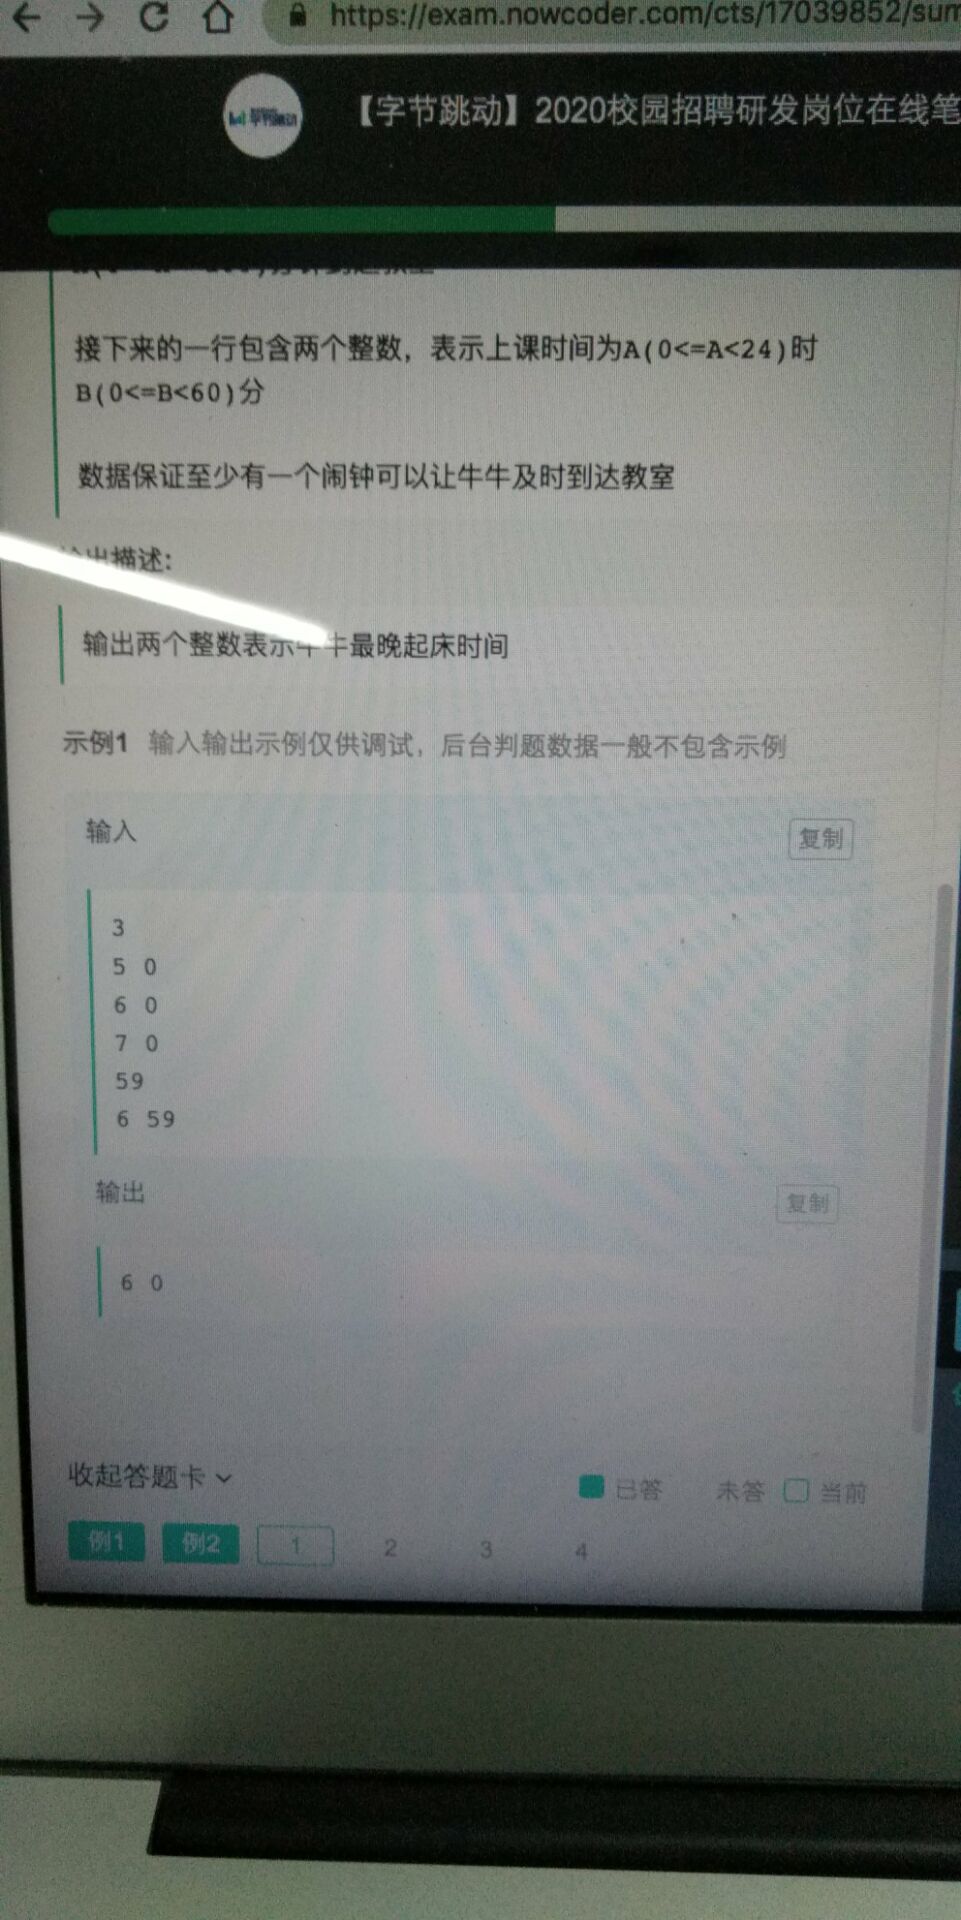 https://exam.nowcoder.com/cts/17039852/sum
【字节跳动】2020校园招聘研发岗位在线笔
接下来的一行包含两个整数，表示上课时间为A(0<=A<24)时
B(0<=B<60)分
数据保证至少有一个闹钟可以让牛牛及时到达教室
出描述:
输出两个整数表示牛牛最晚起床时间
示例1 输入输出示例仅供调试，后台判题数据一般不包含示例
输入
复制
3
5 0
6 0
7 0
59
6 59
输出
复制
6 0
收起答题卡
已答 未答 当前
例1 例2 1 2 3 4